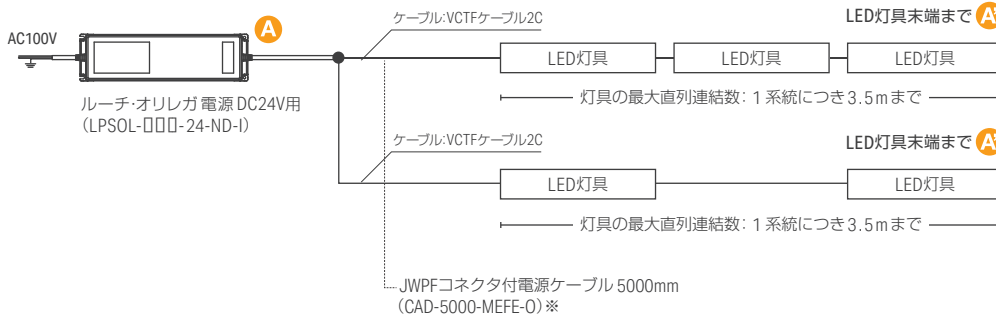 AC100V
A
ルーチ・オリレガ 電源 DC24V用
(LPSOL-□□□-24-ND-I)
ケーブル:VCTFケーブル2C
LED灯具末端まで A
LED灯具
LED灯具
LED灯具
灯具の最大直列連結数: 1系統につき3.5mまで
ケーブル:VCTFケーブル2C
LED灯具末端まで A
LED灯具
LED灯具
灯具の最大直列連結数: 1系統につき3.5mまで
JWPFコネクタ付電源ケーブル 5000mm
(CAD-5000-MEFE-O)※